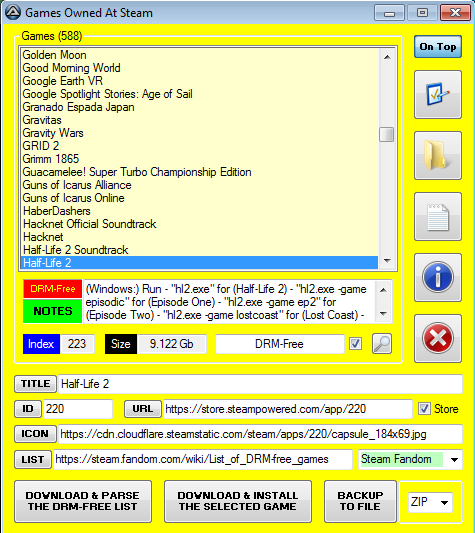 Games Owned At Steam
Games (588)
On Top
Golden Moon
Good Morning World
Google Earth VR
Google Spotlight Stories: Age of Sail
Granado Espada Japan
Gravitas
Gravity Wars
GRID 2
Grimm 1865
Guacamelee! Super Turbo Championship Edition
Guns of Icarus Alliance
Guns of Icarus Online
HaberDashers
Hacknet Official Soundtrack
Hacknet
Half-Life 2 Soundtrack
Half-Life 2
DRM-Free
NOTES
(Windows:) Run - "hl2.exe" for (Half-Life 2) - "hl2.exe -game
episodic" for (Episode One) - "hl2.exe -game ep2" for
(Episode Two) - "hl2.exe -game lostcoast" for (Lost Coast) -
Index 223 Size 9.122 Gb DRM-Free
TITLE Half-Life 2
ID 220 URL https://store.steampowered.com/app/220 Store
ICON https://cdn.cloudflare.steamstatic.com/steam/apps/220/capsule_184x69.jpg
LIST https://steam.fandom.com/wiki/List_of_DRM-free_games Steam Fandom
DOWNLOAD & PARSE
THE DRM-FREE LIST
DOWNLOAD & INSTALL
THE SELECTED GAME
BACKUP
TO FILE
ZIP